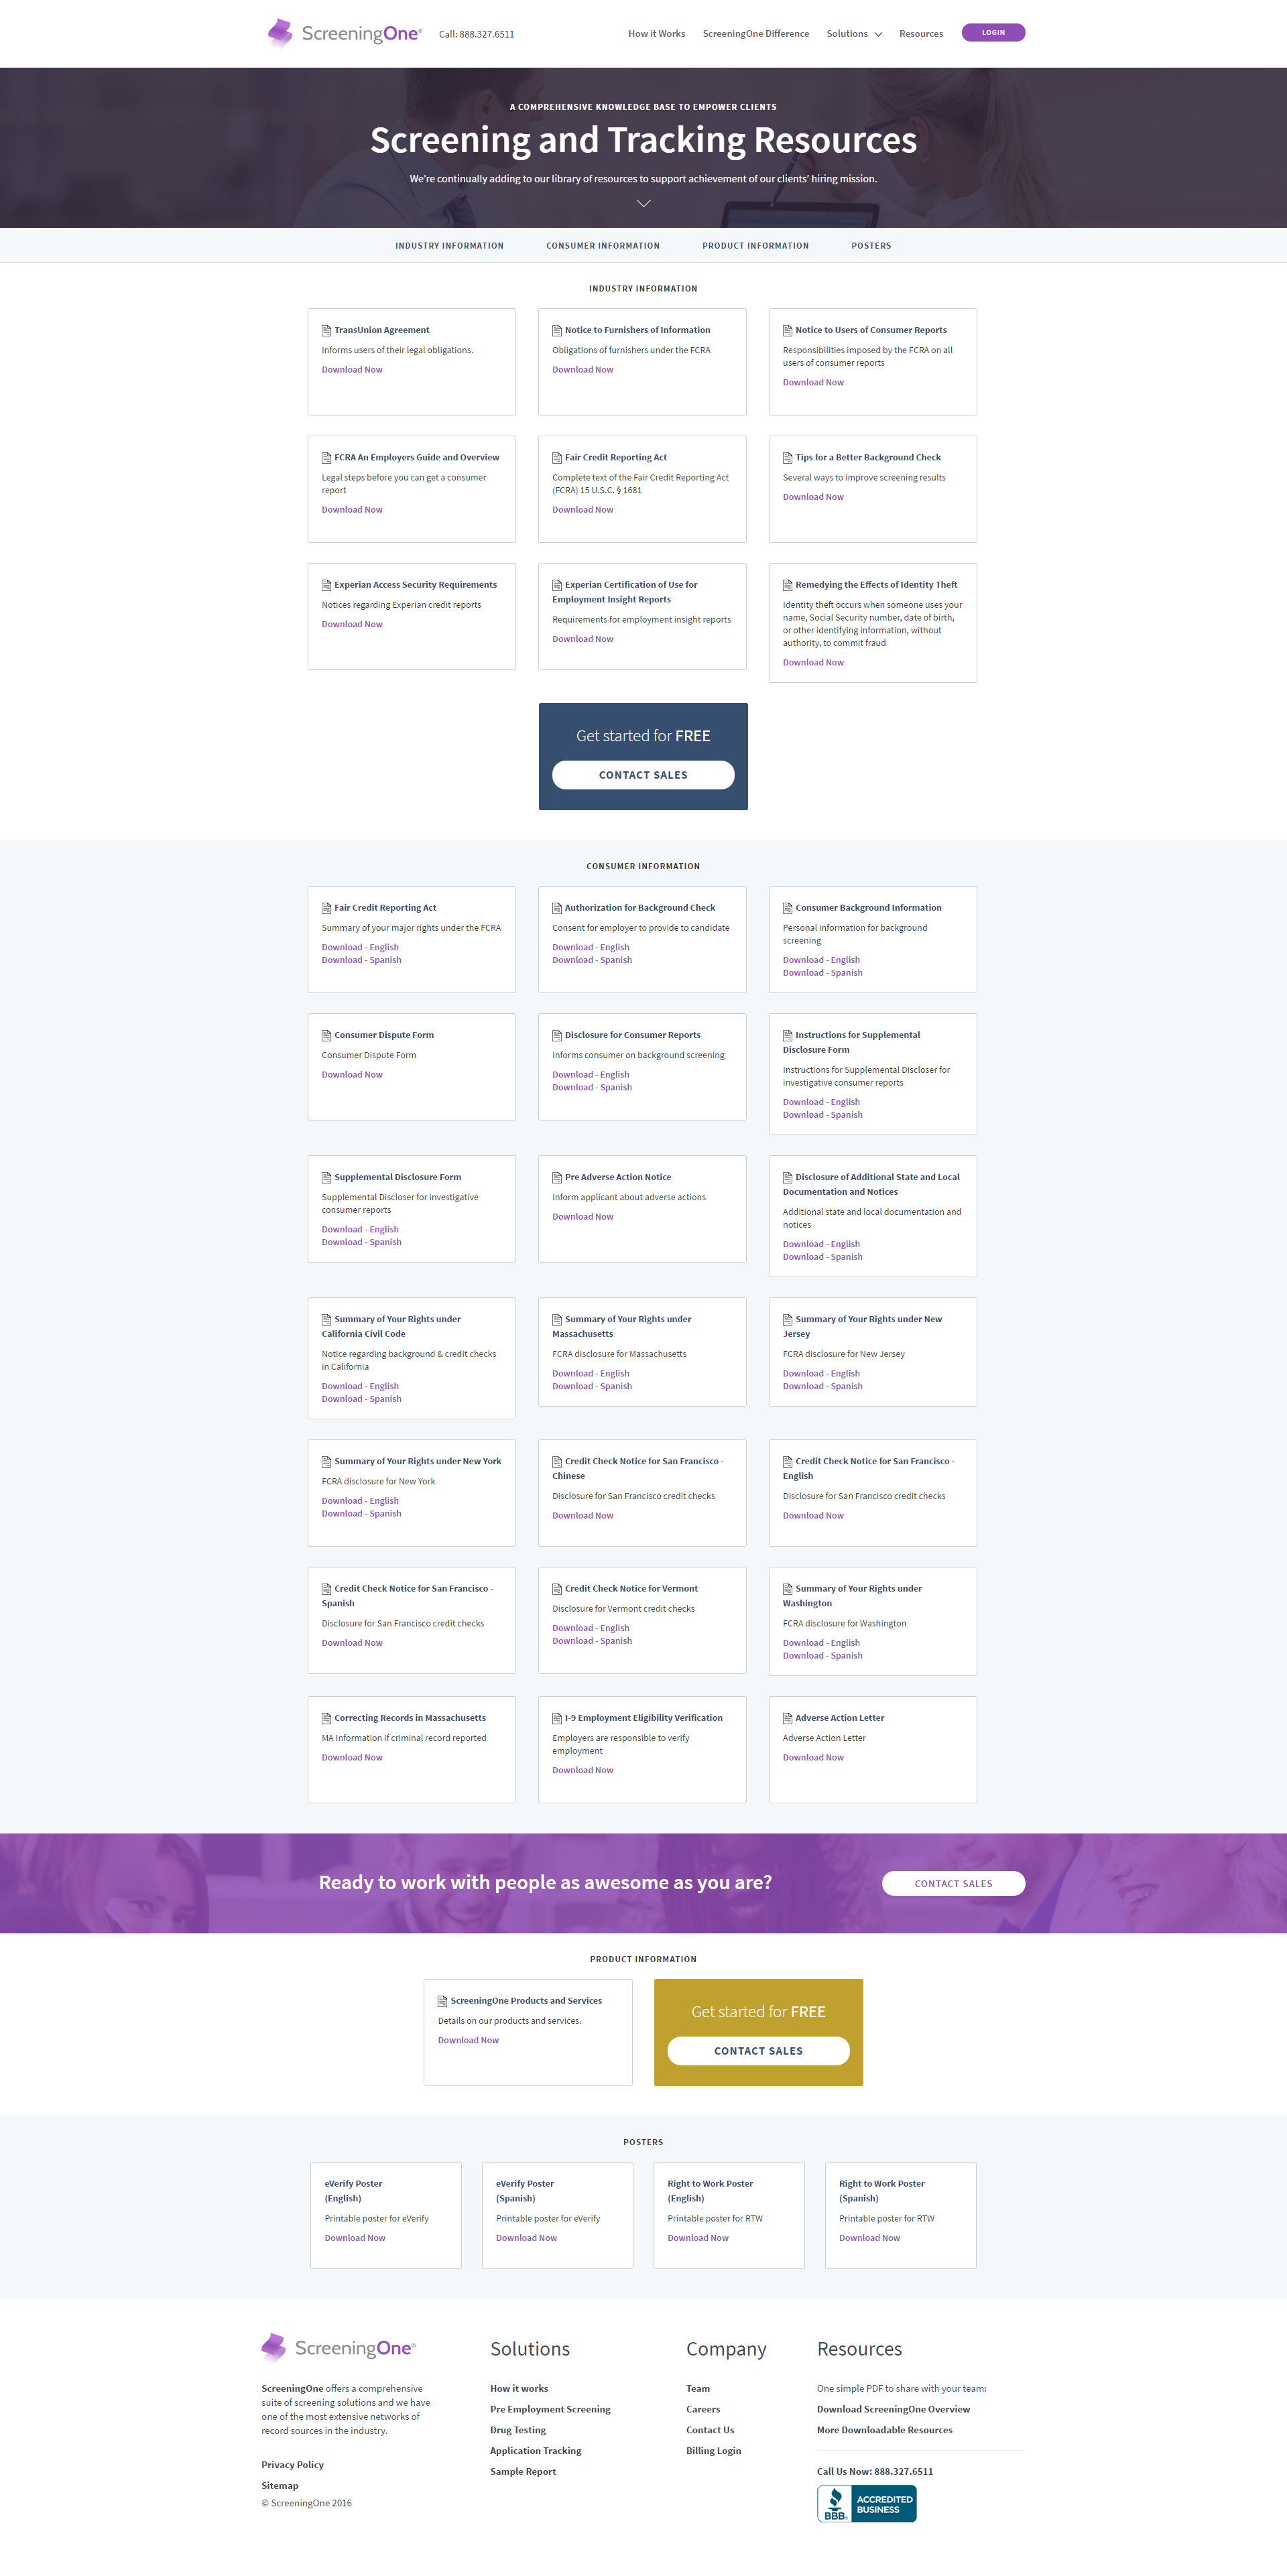 ScreeningOne®
Call: 888.327.6511
How it Works
ScreeningOne Difference
Solutions
Resources
LOGIN
A COMPREHENSIVE KNOWLEDGE BASE TO EMPOWER CLIENTS
Screening and Tracking Resources
We're continually adding to our library of resources to support achievement of our clients' hiring mission.
INDUSTRY INFORMATION
CONSUMER INFORMATION
PRODUCT INFORMATION
POSTERS
INDUSTRY INFORMATION
TransUnion Agreement
Informs users of their legal obligations.
Download Now
Notice to Furnishers of Information
Obligations of furnishers under the FCRA
Download Now
Notice to Users of Consumer Reports
Responsibilities imposed by the FCRA on all
users of consumer reports
Download Now
FCRA An Employers Guide and Overview
Legal steps before you can get a consumer
report
Download Now
Fair Credit Reporting Act
Complete text of the Fair Credit Reporting Act
(FCRA) 15 U.S.C. § 1681
Download Now
Tips for a Better Background Check
Several ways to improve screening results
Download Now
Experian Access Security Requirements
Notices regarding Experian credit reports
Download Now
Experian Certification of Use for
Employment Insight Reports
Requirements for employment insight reports
Download Now
Remedying the Effects of Identity Theft
Identity theft occurs when someone uses your
name, Social Security number, date of birth,
or other identifying information, without
authority, to commit fraud
Download Now
Get started for FREE
CONTACT SALES
CONSUMER INFORMATION
Fair Credit Reporting Act
Summary of your major rights under the FCRA
Download - English
Download - Spanish
Authorization for Background Check
Consent for employer to provide to candidate
Download - English
Download - Spanish
Consumer Background Information
Personal information for background
screening
Download - English
Download - Spanish
Consumer Dispute Form
Consumer Dispute Form
Download Now
Disclosure for Consumer Reports
Informs consumer on background screening
Download - English
Download - Spanish
Instructions for Supplemental
Disclosure Form
Instructions for Supplemental Discloser for
investigative consumer reports
Download - English
Download - Spanish
Supplemental Disclosure Form
Supplemental Discloser for investigative
consumer reports
Download - English
Download - Spanish
Pre Adverse Action Notice
Inform applicant about adverse actions
Download Now
Disclosure of Additional State and Local
Documentation and Notices
Additional state and local documentation and
notices
Download - English
Download - Spanish
Summary of Your Rights under
California Civil Code
Notice regarding background & credit checks
in California
Download - English
Download - Spanish
Summary of Your Rights under
Massachusetts
FCRA disclosure for Massachusetts
Download - English
Download - Spanish
Summary of Your Rights under New
Jersey
FCRA disclosure for New Jersey
Download - English
Download - Spanish
Summary of Your Rights under New York
FCRA disclosure for New York
Download - English
Download - Spanish
Credit Check Notice for San Francisco -
Chinese
Disclosure for San Francisco credit checks
Download Now
Credit Check Notice for San Francisco -
English
Disclosure for San Francisco credit checks
Download Now
Credit Check Notice for San Francisco -
Spanish
Disclosure for San Francisco credit checks
Download Now
Credit Check Notice for Vermont
Disclosure for Vermont credit checks
Download - English
Download - Spanish
Summary of Your Rights under
Washington
FCRA disclosure for Washington
Download - English
Download - Spanish
Correcting Records in Massachusetts
MA Information if criminal record reported
Download Now
I-9 Employment Eligibility Verification
Employers are responsible to verify
employment
Download Now
Adverse Action Letter
Adverse Action Letter
Download Now
Ready to work with people as awesome as you are?
CONTACT SALES
PRODUCT INFORMATION
ScreeningOne Products and Services
Details on our products and services.
Download Now
Get started for FREE
CONTACT SALES
POSTERS
eVerify Poster
(English)
Printable poster for eVerify
Download Now
eVerify Poster
(Spanish)
Printable poster for eVerify
Download Now
Right to Work Poster
(English)
Printable poster for RTW
Download Now
Right to Work Poster
(Spanish)
Printable poster for RTW
Download Now
ScreeningOne®
ScreeningOne offers a comprehensive
suite of screening solutions and we have
one of the most extensive networks of
record sources in the industry.
Privacy Policy
Sitemap
© ScreeningOne 2016
Solutions
How it works
Pre Employment Screening
Drug Testing
Application Tracking
Sample Report
Company
Team
Careers
Contact Us
Billing Login
Resources
One simple PDF to share with your team:
Download ScreeningOne Overview
More Downloadable Resources
Call Us Now: 888.327.6511
BBB.
ACCREDITED
BUSINESS